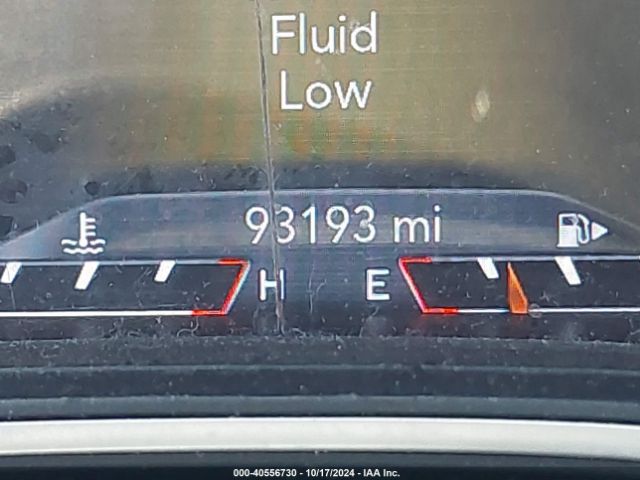 Fluid
Low
93193 mi
H E
000-40556730 - 10/17/2024 - IAA Inc.